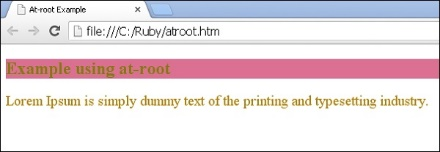 At-root Example
file:///C:/Ruby/atroot.htm
Example using at-root
Lorem Ipsum is simply dummy text of the printing and typesetting industry.